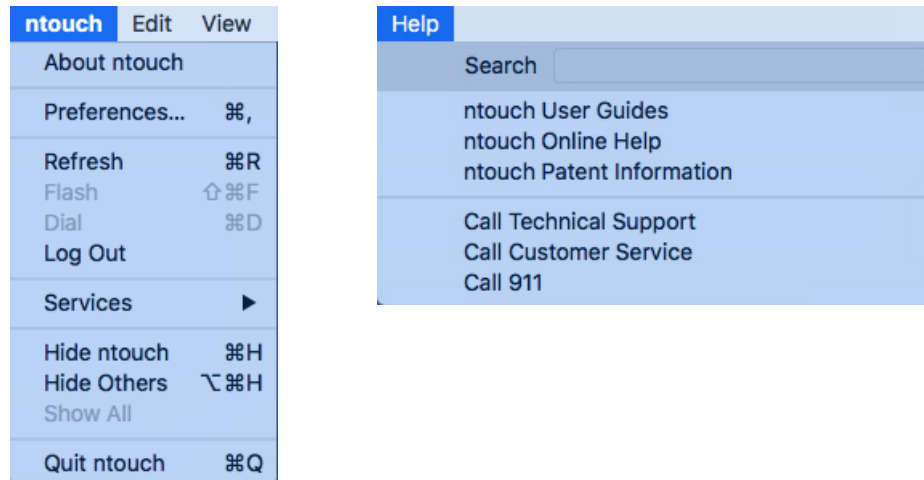 ntouch Edit View
About ntouch
Preferences... ⌘,
Refresh ⌘R
Flash ⇧⌘F
Dial ⌘D
Log Out
Services ▶
Hide ntouch ⌘H
Hide Others ⌥⌘H
Show All
Quit ntouch ⌘Q
Help
Search
ntouch User Guides
ntouch Online Help
ntouch Patent Information
Call Technical Support
Call Customer Service
Call 911